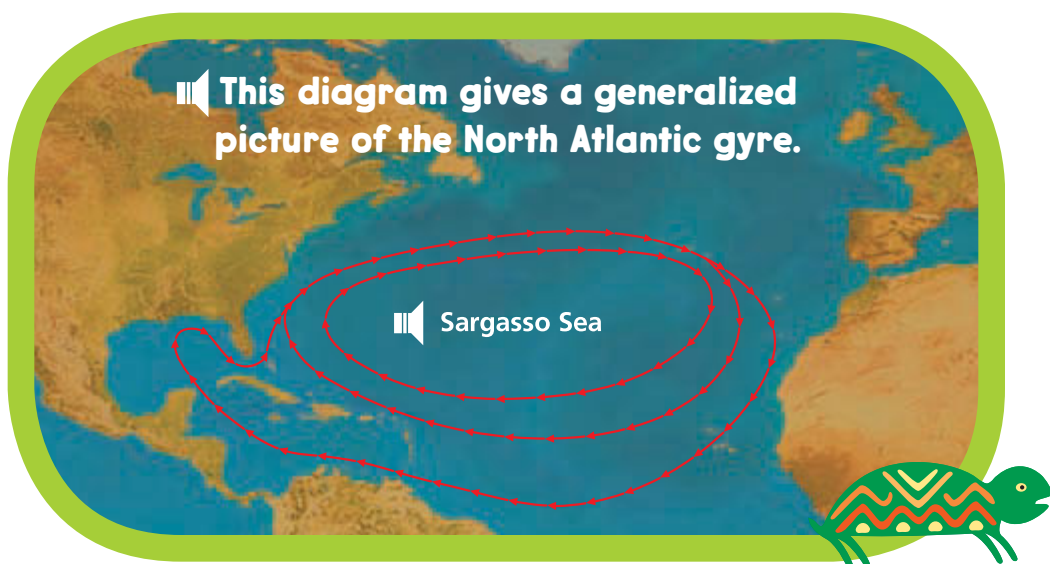 This diagram gives a generalized
picture of the North Atlantic gyre.
Sargasso Sea